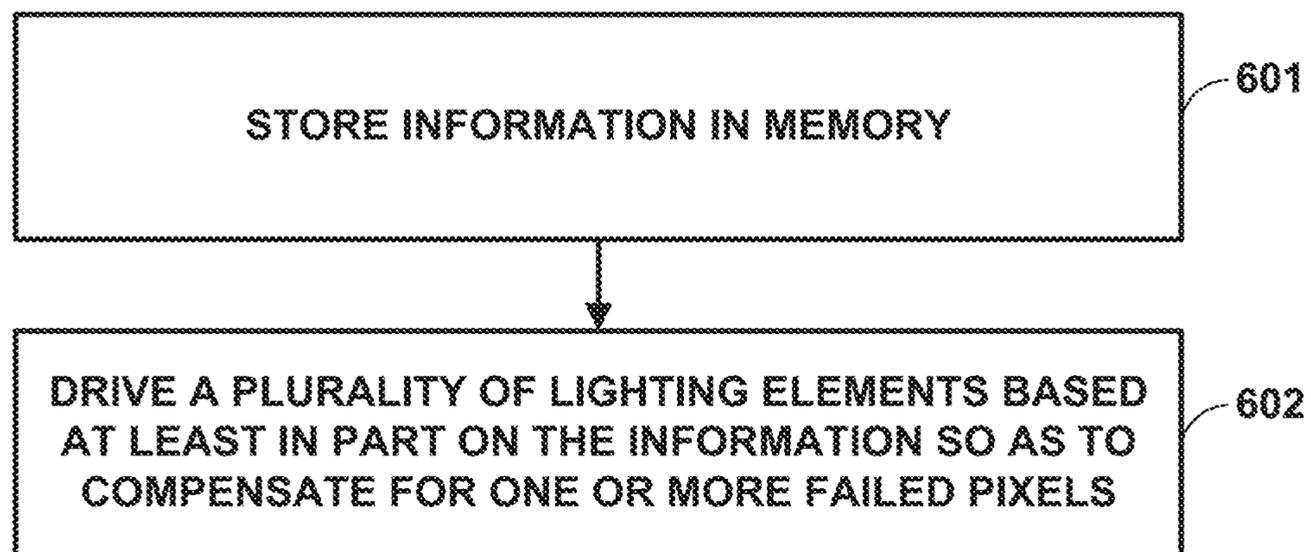 STORE INFORMATION IN MEMORY
601
DRIVE A PLURALITY OF LIGHTING ELEMENTS BASED
AT LEAST IN PART ON THE INFORMATION SO AS TO
COMPENSATE FOR ONE OR MORE FAILED PIXELS
602